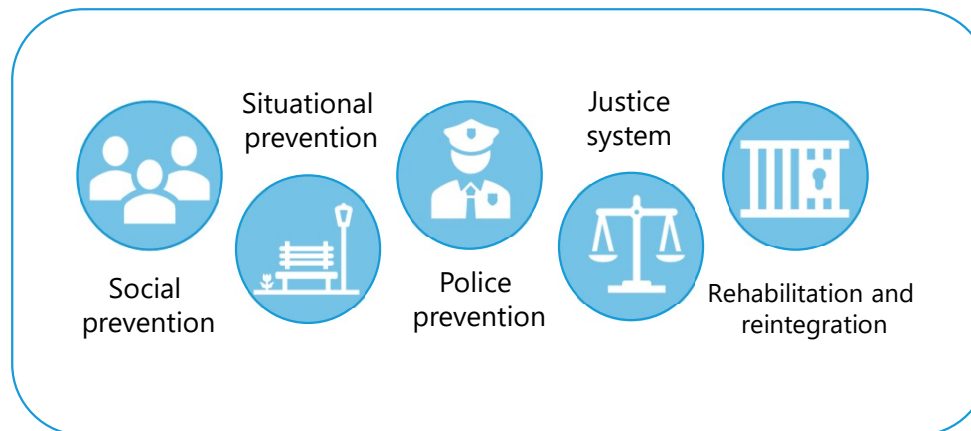 Social
prevention
Situational
prevention
Police
prevention
Justice
system
Rehabilitation and
reintegration